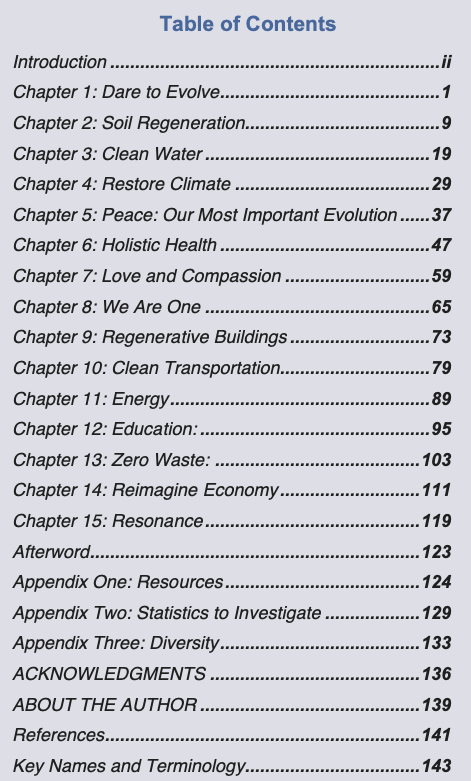 Table of Contents
Introduction ..................................................................ii
Chapter 1: Dare to Evolve............................................1
Chapter 2: Soil Regeneration.......................................9
Chapter 3: Clean Water .............................................19
Chapter 4: Restore Climate .......................................29
Chapter 5: Peace: Our Most Important Evolution ......37
Chapter 6: Holistic Health ..........................................47
Chapter 7: Love and Compassion .............................59
Chapter 8: We Are One .............................................65
Chapter 9: Regenerative Buildings ............................73
Chapter 10: Clean Transportation..............................79
Chapter 11: Energy....................................................89
Chapter 12: Education: ..............................................95
Chapter 13: Zero Waste: .........................................103
Chapter 14: Reimagine Economy............................111
Chapter 15: Resonance...........................................119
Afterword..................................................................123
Appendix One: Resources.......................................124
Appendix Two: Statistics to Investigate ...................129
Appendix Three: Diversity........................................133
ACKNOWLEDGMENTS ..........................................136
ABOUT THE AUTHOR ............................................139
References...............................................................141
Key Names and Terminology...................................143